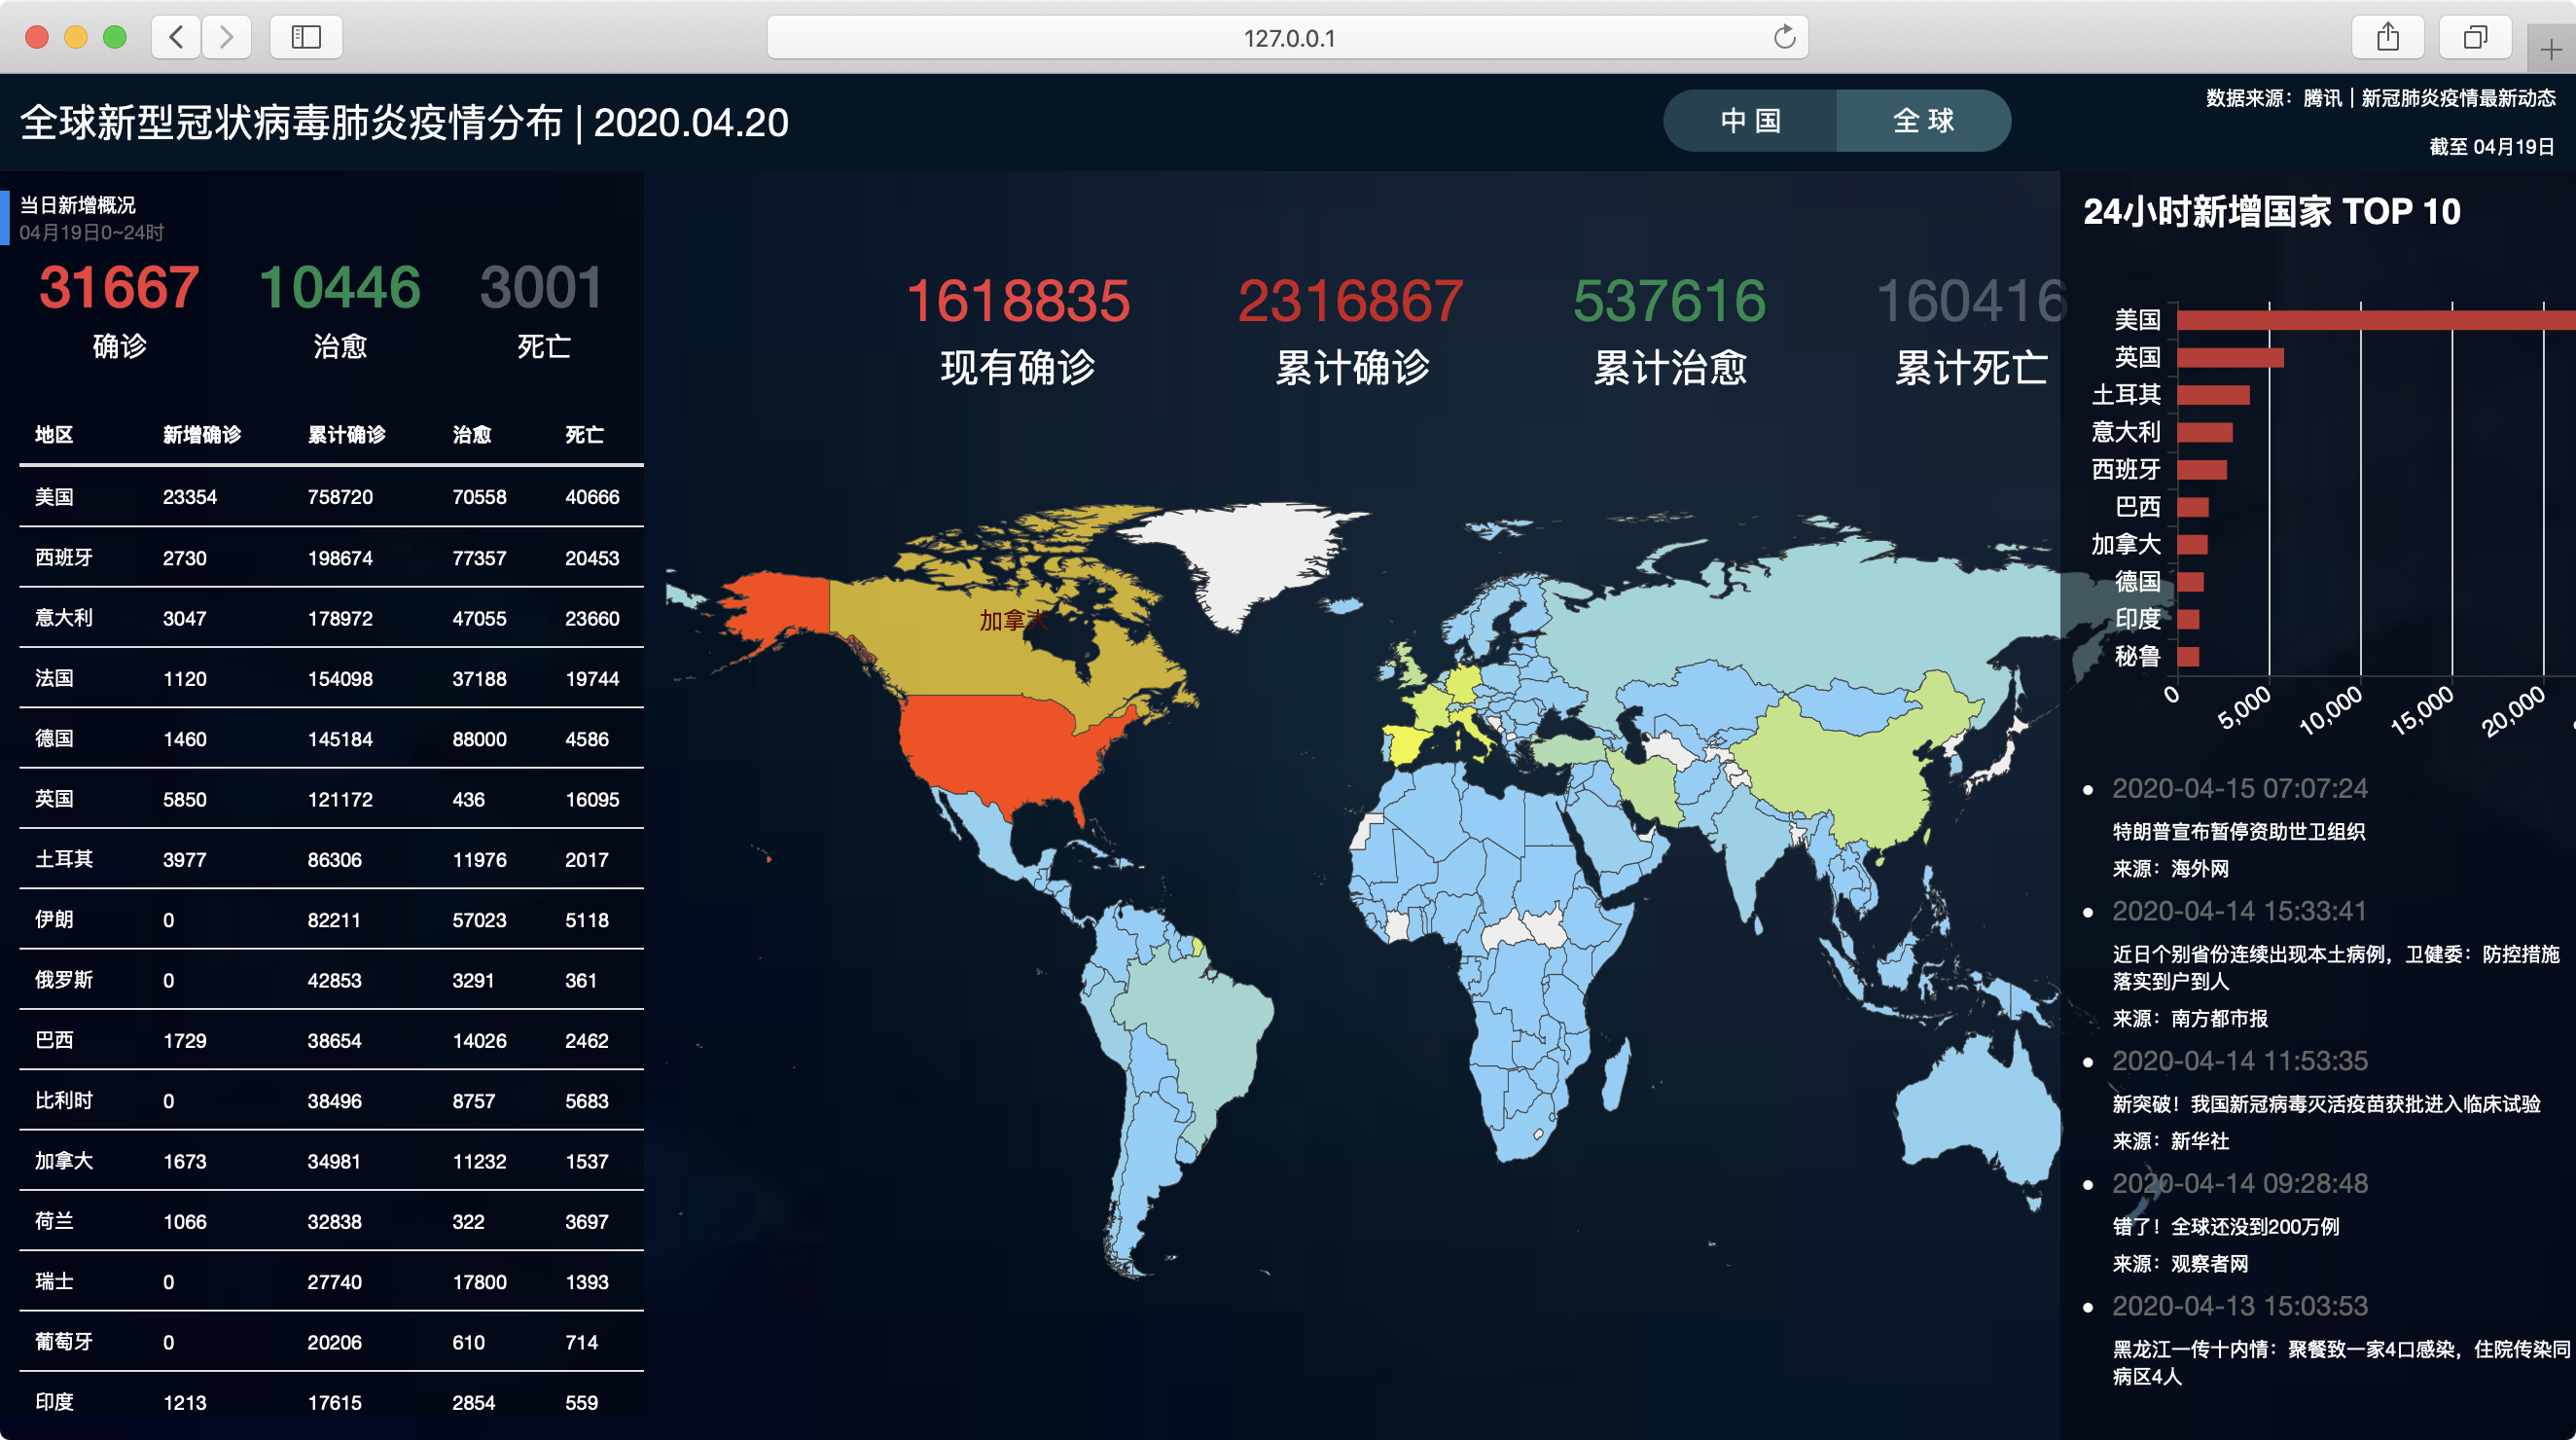 127.0.0.1
全球新型冠状病毒肺炎疫情分布 | 2020.04.20
中 国
全 球
数据来源：腾讯 | 新冠肺炎疫情最新动态
截至 04月19日
当日新增概况
04月19日0~24时
31667 10446 3001
确诊 治愈 死亡
地区 新增确诊 累计确诊 治愈 死亡
美国 23354 758720 70558 40666
西班牙 2730 198674 77357 20453
意大利 3047 178972 47055 23660
法国 1120 154098 37188 19744
德国 1460 145184 88000 4586
英国 5850 121172 436 16095
土耳其 3977 86306 11976 2017
伊朗 0 82211 57023 5118
俄罗斯 0 42853 3291 361
巴西 1729 38654 14026 2462
比利时 0 38496 8757 5683
加拿大 1673 34981 11232 1537
荷兰 1066 32838 322 3697
瑞士 0 27740 17800 1393
葡萄牙 0 20206 610 714
印度 1213 17615 2854 559
1618835 2316867 537616 160416
现有确诊 累计确诊 累计治愈 累计死亡
加拿大
24小时新增国家 TOP 10
美国
英国
土耳其
意大利
西班牙
巴西
加拿大
德国
印度
秘鲁
0 5,000 10,000 15,000 20,000
2020-04-15 07:07:24
特朗普宣布暂停资助世卫组织
来源：海外网
2020-04-14 15:33:41
近日个别省份连续出现本土病例，卫健委：防控措施
落实到户到人
来源：南方都市报
2020-04-14 11:53:35
新突破！我国新冠病毒灭活疫苗获批进入临床试验
来源：新华社
2020-04-14 09:28:48
错了！全球还没到200万例
来源：观察者网
2020-04-13 15:03:53
黑龙江一传十内情：聚餐致一家4口感染，住院传染同
病区4人